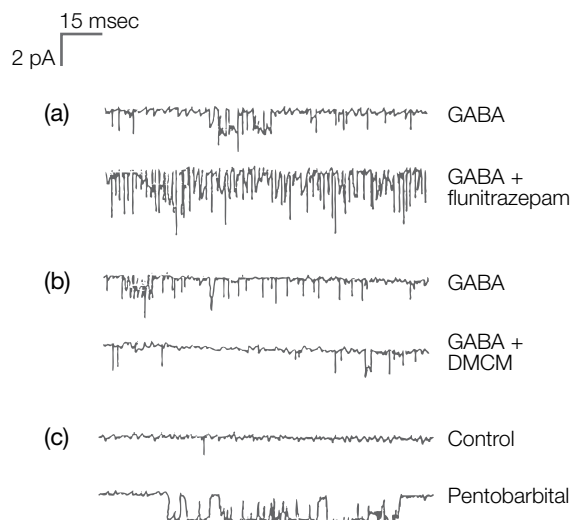 15 msec
2 pA
(a)
GABA
GABA +
flunitrazepam
(b)
GABA
GABA +
DMCM
(c)
Control
Pentobarbital